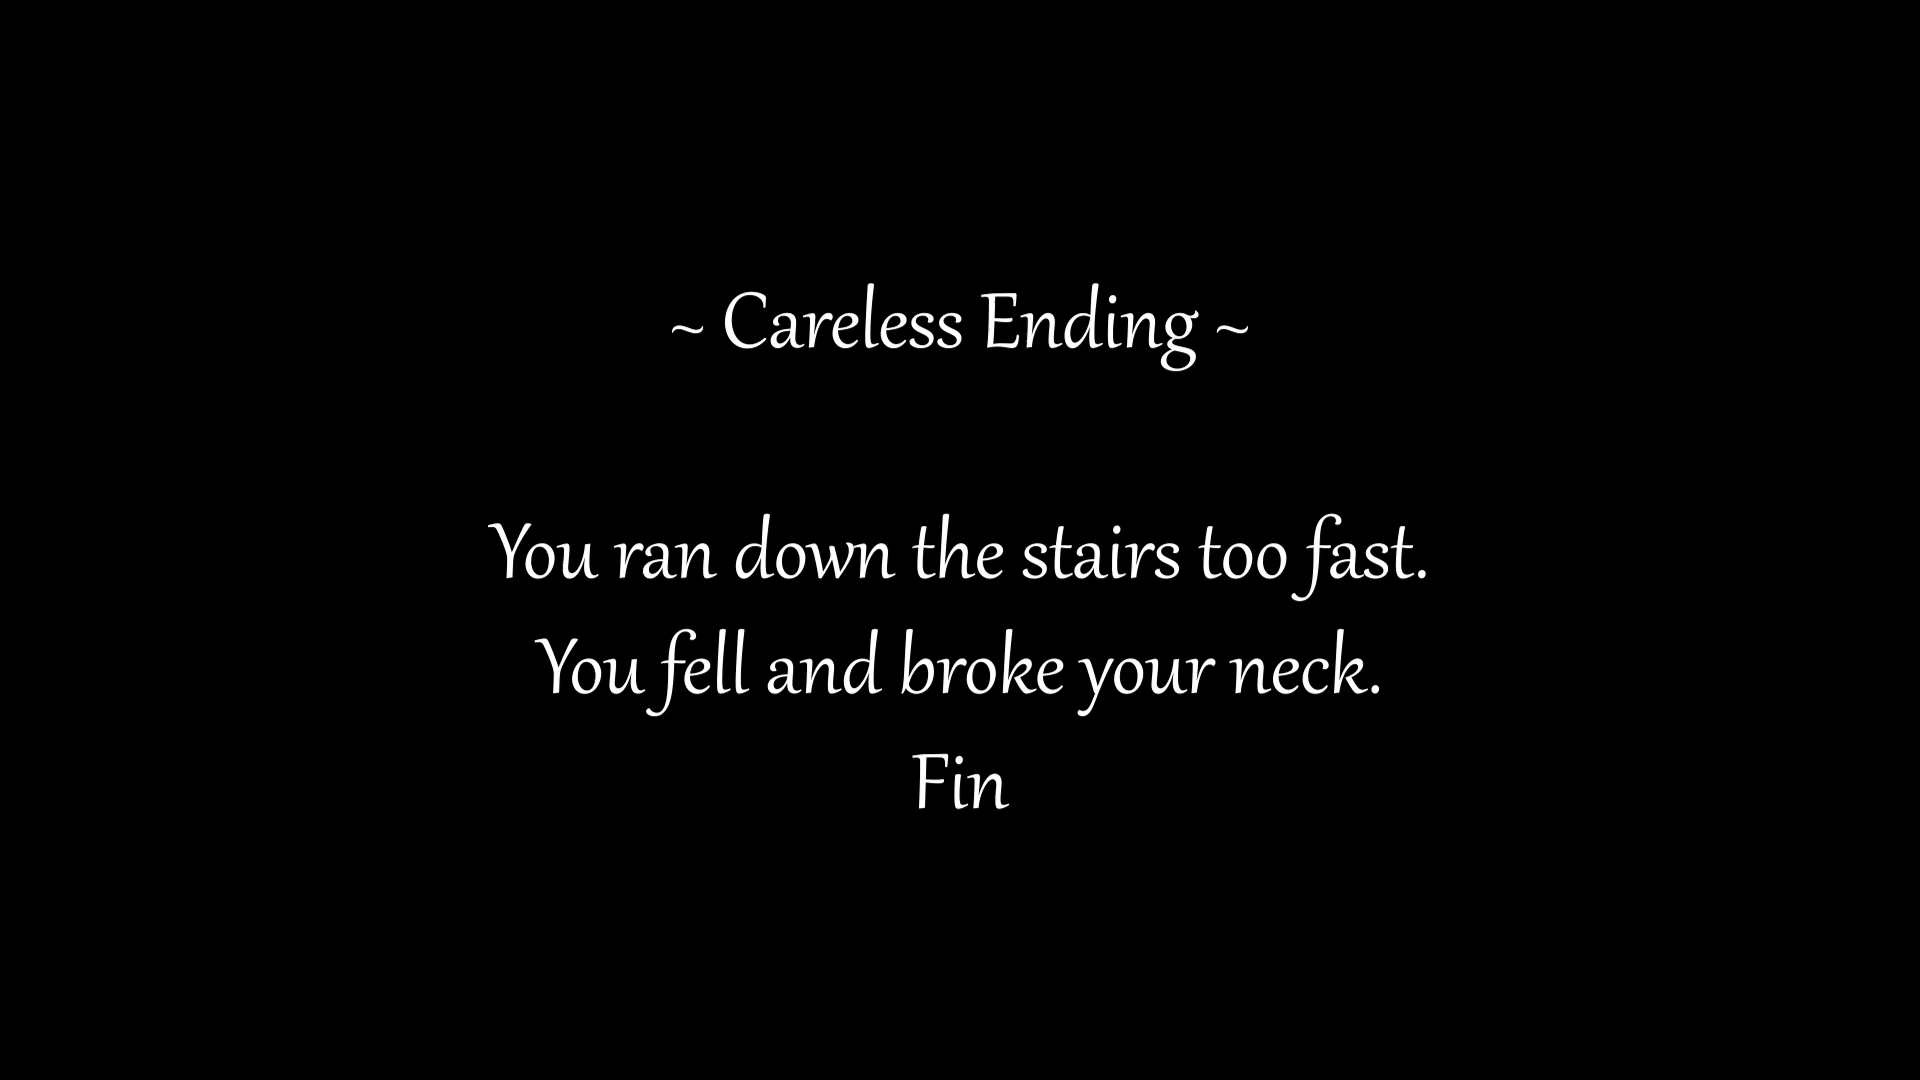 ~ Careless Ending ~
You ran down the stairs too fast.
You fell and broke your neck.
Fin